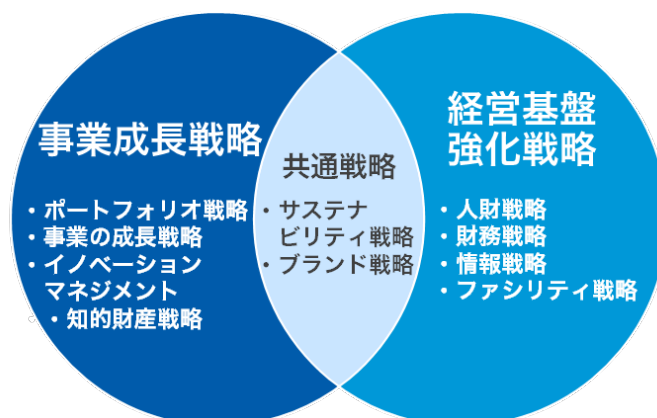 事業成長戦略
・ポートフォリオ戦略
・事業の成長戦略
・イノベーション
マネジメント
・知的財産戦略
共通戦略
・サステナ
ビリティ戦略
・ブランド戦略
経営基盤
強化戦略
・人財戦略
・財務戦略
・情報戦略
・ファシリティ戦略